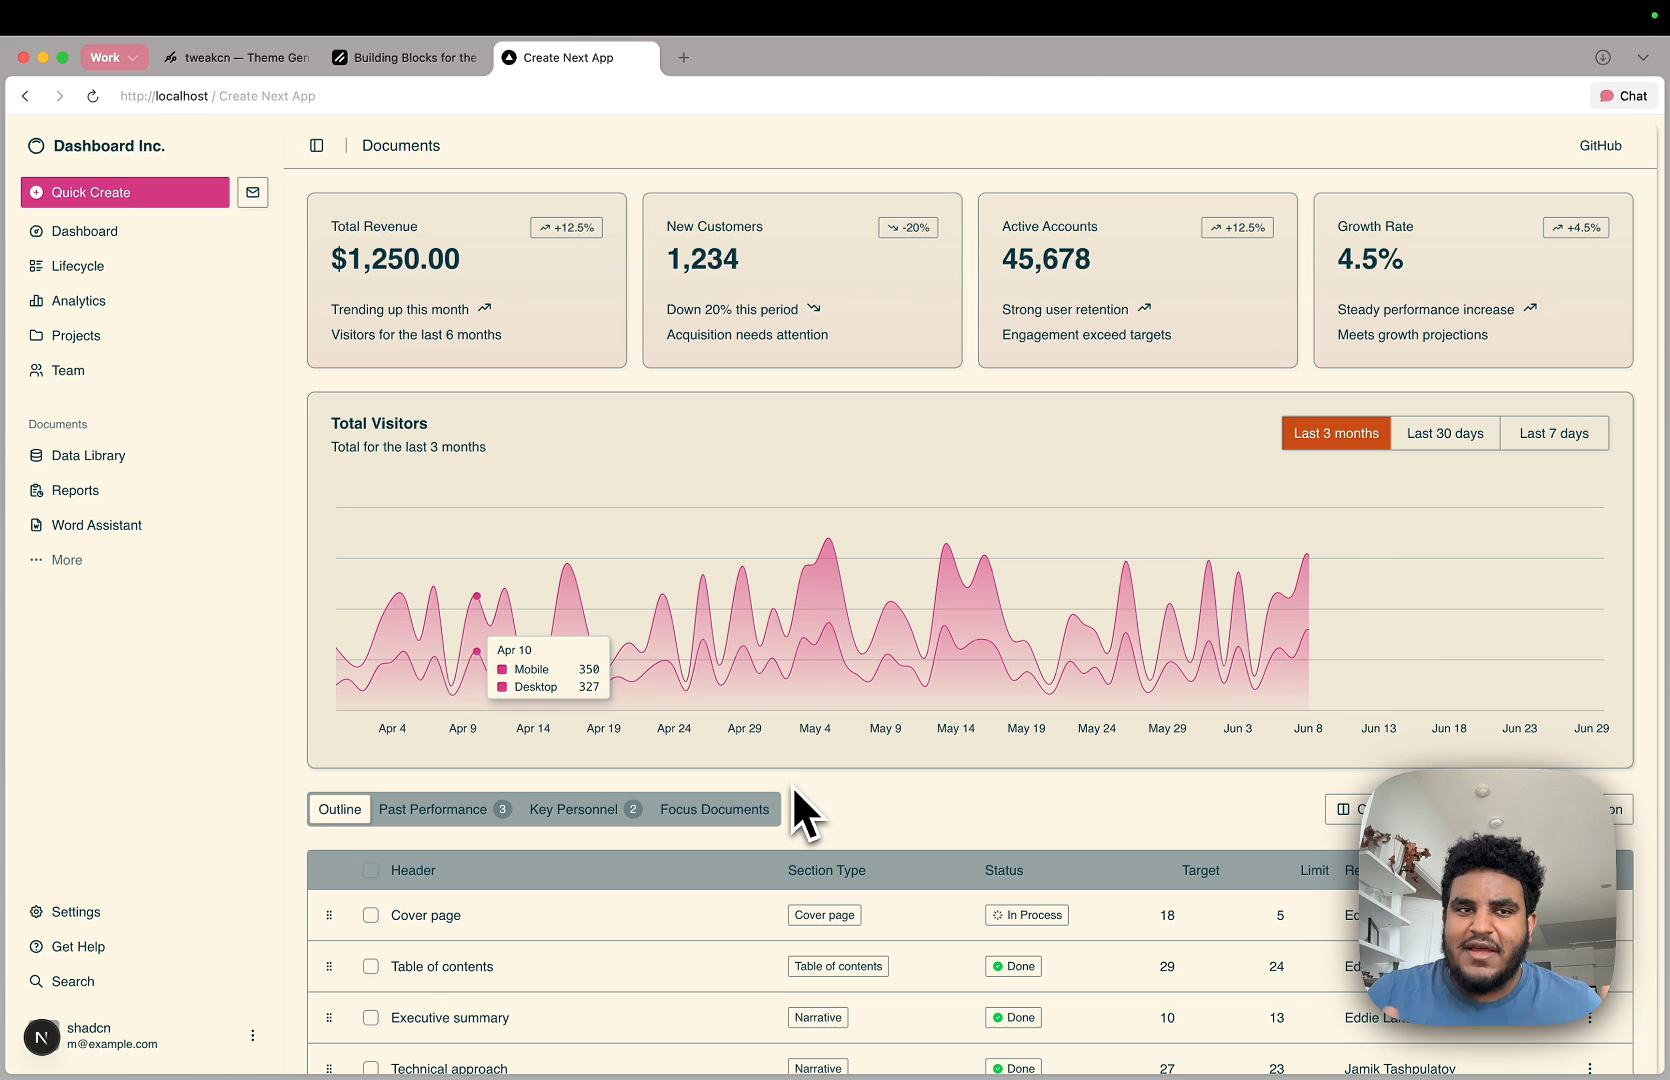 Work
tweakcn — Theme Gen
Building Blocks for the
Create Next App
http://localhost / Create Next App
Chat
Dashboard Inc.
Documents
GitHub
Quick Create
Dashboard
Lifecycle
Analytics
Projects
Team
Documents
Data Library
Reports
Word Assistant
More
Settings
Get Help
Search
N
shadcn
m@example.com
Total Revenue
+12.5%
$1,250.00
Trending up this month
Visitors for the last 6 months
New Customers
-20%
1,234
Down 20% this period
Acquisition needs attention
Active Accounts
+12.5%
45,678
Strong user retention
Engagement exceed targets
Growth Rate
+4.5%
4.5%
Steady performance increase
Meets growth projections
Total Visitors
Total for the last 3 months
Last 3 months Last 30 days Last 7 days
Apr 10
Mobile 350
Desktop 327
Apr 4 Apr 9 Apr 14 Apr 19 Apr 24 Apr 29 May 4 May 9 May 14 May 19 May 24 May 29 Jun 3 Jun 8 Jun 13 Jun 18 Jun 23 Jun 29
Outline Past Performance 3 Key Personnel 2 Focus Documents
Header Section Type Status Target Limit
Cover page Cover page In Process 18 5
Table of contents Table of contents Done 29 24
Executive summary Narrative Done 10 13 Eddie
Technical approach Narrative Done 27 23 Jamik Tashpulatov